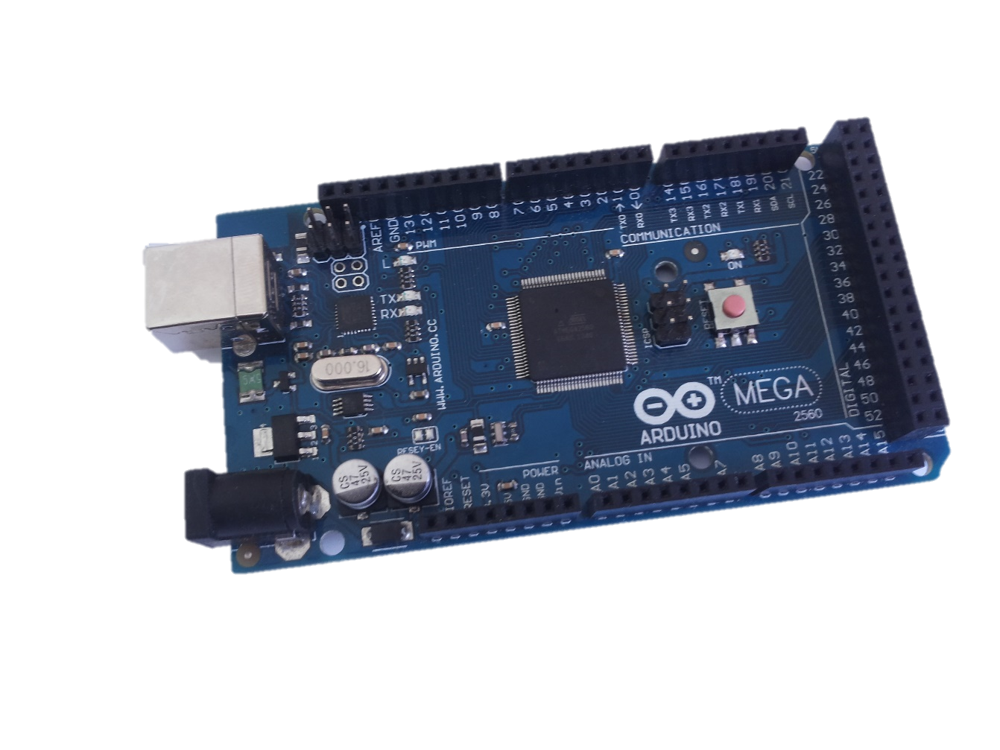 AREF
GND
13
12
11
10
9
8
7
6
5
4
3
2
TX0 → 1
RX0 ← 0
TX3 14
RX3 15
TX2 16
RX2 17
TX1 18
RX1 19
SDA 20
SCL 21
PWM
COMMUNICATION
L
TX
RX
ON
RESET
ICSP
22
24
26
28
30
32
34
36
38
40
42
44
46
48
50
52
DIGITAL
WWW.ARDUINO.CC
16.000
™
MEGA
2560
ARDUINO
RESEY-EN
CS
47
25V
CS
47
25V
POWER
IOREF
RESET
3.3V
5V
GND
GND
Vin
ANALOG IN
A0
A1
A2
A3
A4
A5
A7
A8
A9
A10
A11
A12
A13
A14
A15